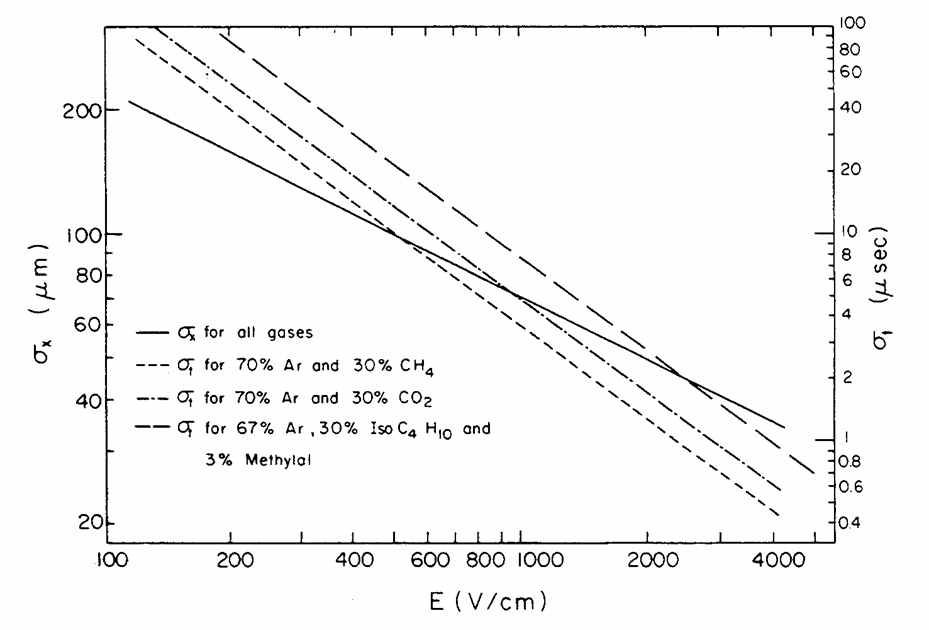 100
80
60
40
20
10
8
6
4
2
1
0.8
0.6
0.4
σt (μsec)
200
100
80
60
40
20
σx (μm)
σx for all gases
σt for 70% Ar and 30% CH4
σt for 70% Ar and 30% CO2
σt for 67% Ar, 30% Iso C4 H10 and
3% Methylal
100 200 400 600 800 1000 2000 4000
E (V/cm)